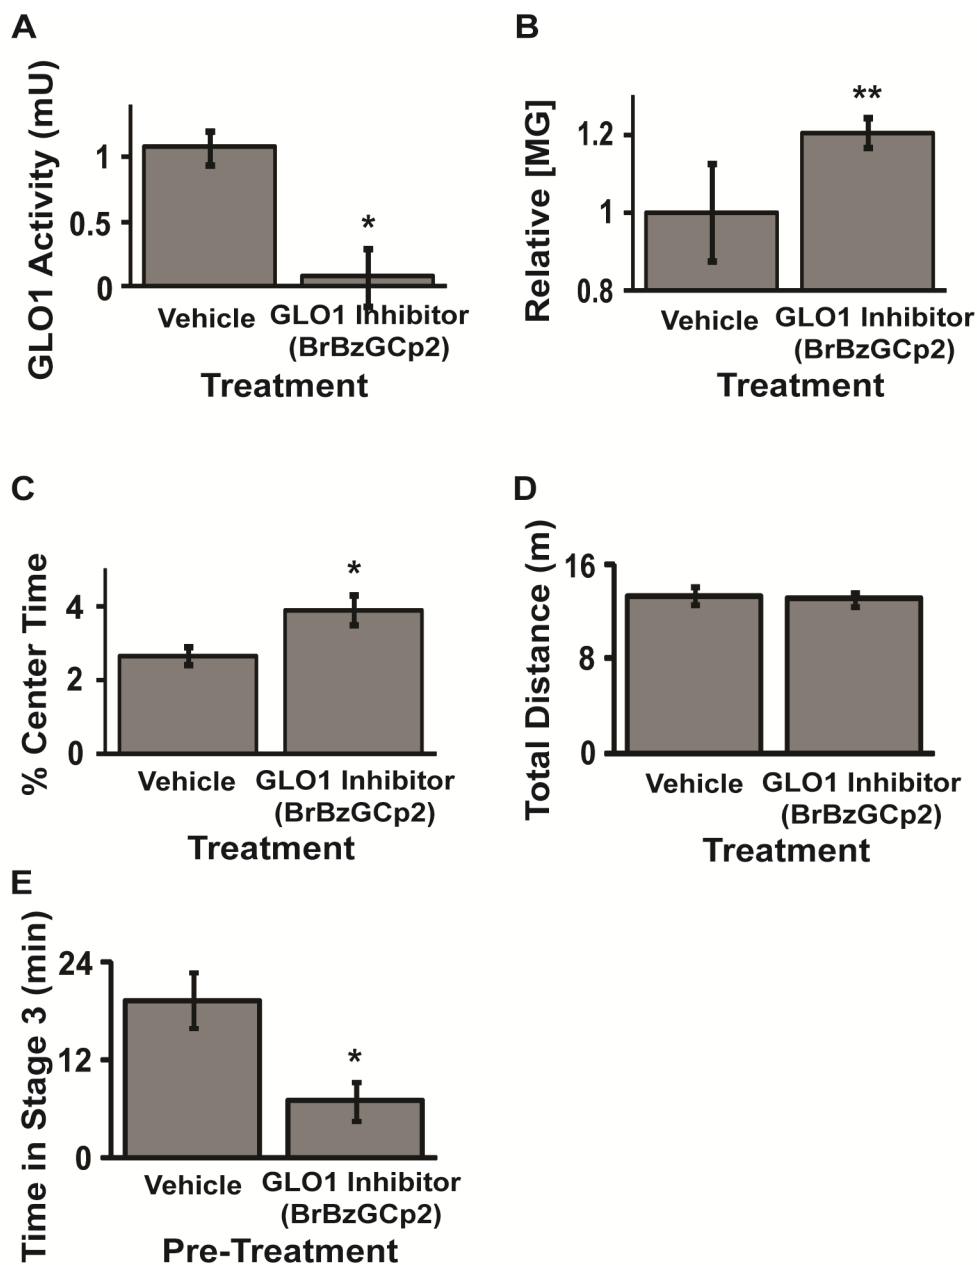 A
GLO1 Activity (mU)
1
0.5
0
*
Vehicle
GLO1 Inhibitor
(BrBzGCp2)
Treatment
B
Relative [MG]
1.2
1
0.8
**
Vehicle
GLO1 Inhibitor
(BrBzGCp2)
Treatment
C
% Center Time
4
2
0
*
Vehicle
GLO1 Inhibitor
(BrBzGCp2)
Treatment
D
Total Distance (m)
16
8
0
Vehicle
GLO1 Inhibitor
(BrBzGCp2)
Treatment
E
Time in Stage 3 (min)
24
12
0
*
Vehicle
GLO1 Inhibitor
(BrBzGCp2)
Pre-Treatment